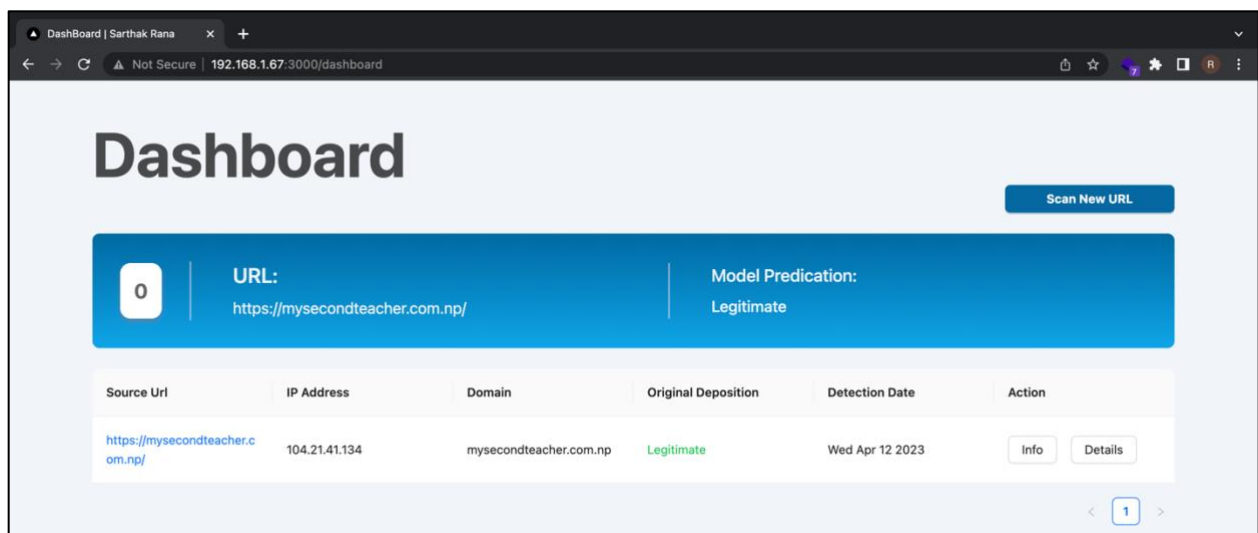 DashBoard | Sarthak Rana
Not Secure | 192.168.1.67:3000/dashboard
7
R
Dashboard
Scan New URL
0
URL:
https://mysecondteacher.com.np/
Model Predication:
Legitimate
Source Url IP Address Domain Original Deposition Detection Date Action
https://mysecondteacher.c
om.np/
104.21.41.134 mysecondteacher.com.np Legitimate Wed Apr 12 2023 Info Details
1